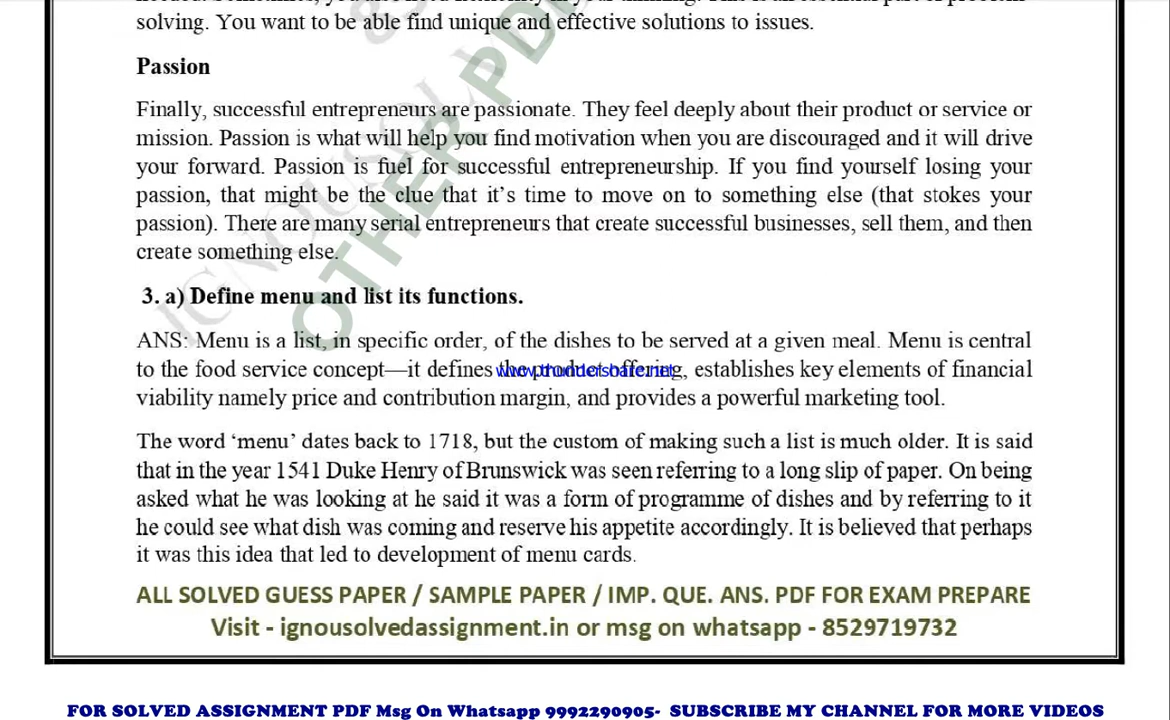 solving. You want to be able find unique and effective solutions to issues.
Passion
Finally, successful entrepreneurs are passionate. They feel deeply about their product or service or
mission. Passion is what will help you find motivation when you are discouraged and it will drive
your forward. Passion is fuel for successful entrepreneurship. If you find yourself losing your
passion, that might be the clue that it's time to move on to something else (that stokes your
passion). There are many serial entrepreneurs that create successful businesses, sell them, and then
create something else.
3. a) Define menu and list its functions.
ANS: Menu is a list, in specific order, of the dishes to be served at a given meal. Menu is central
to the food service concept—it defines the product offering, establishes key elements of financial
www.thundershare.net
viability namely price and contribution margin, and provides a powerful marketing tool.
The word ‘menu’ dates back to 1718, but the custom of making such a list is much older. It is said
that in the year 1541 Duke Henry of Brunswick was seen referring to a long slip of paper. On being
asked what he was looking at he said it was a form of programme of dishes and by referring to it
he could see what dish was coming and reserve his appetite accordingly. It is believed that perhaps
it was this idea that led to development of menu cards.
OTHER PD
ALL SOLVED GUESS PAPER / SAMPLE PAPER / IMP. QUE. ANS. PDF FOR EXAM PREPARE
Visit - ignousolvedassignment.in or msg on whatsapp - 8529719732
FOR SOLVED ASSIGNMENT PDF Msg On Whatsapp 9992290905- SUBSCRIBE MY CHANNEL FOR MORE VIDEOS